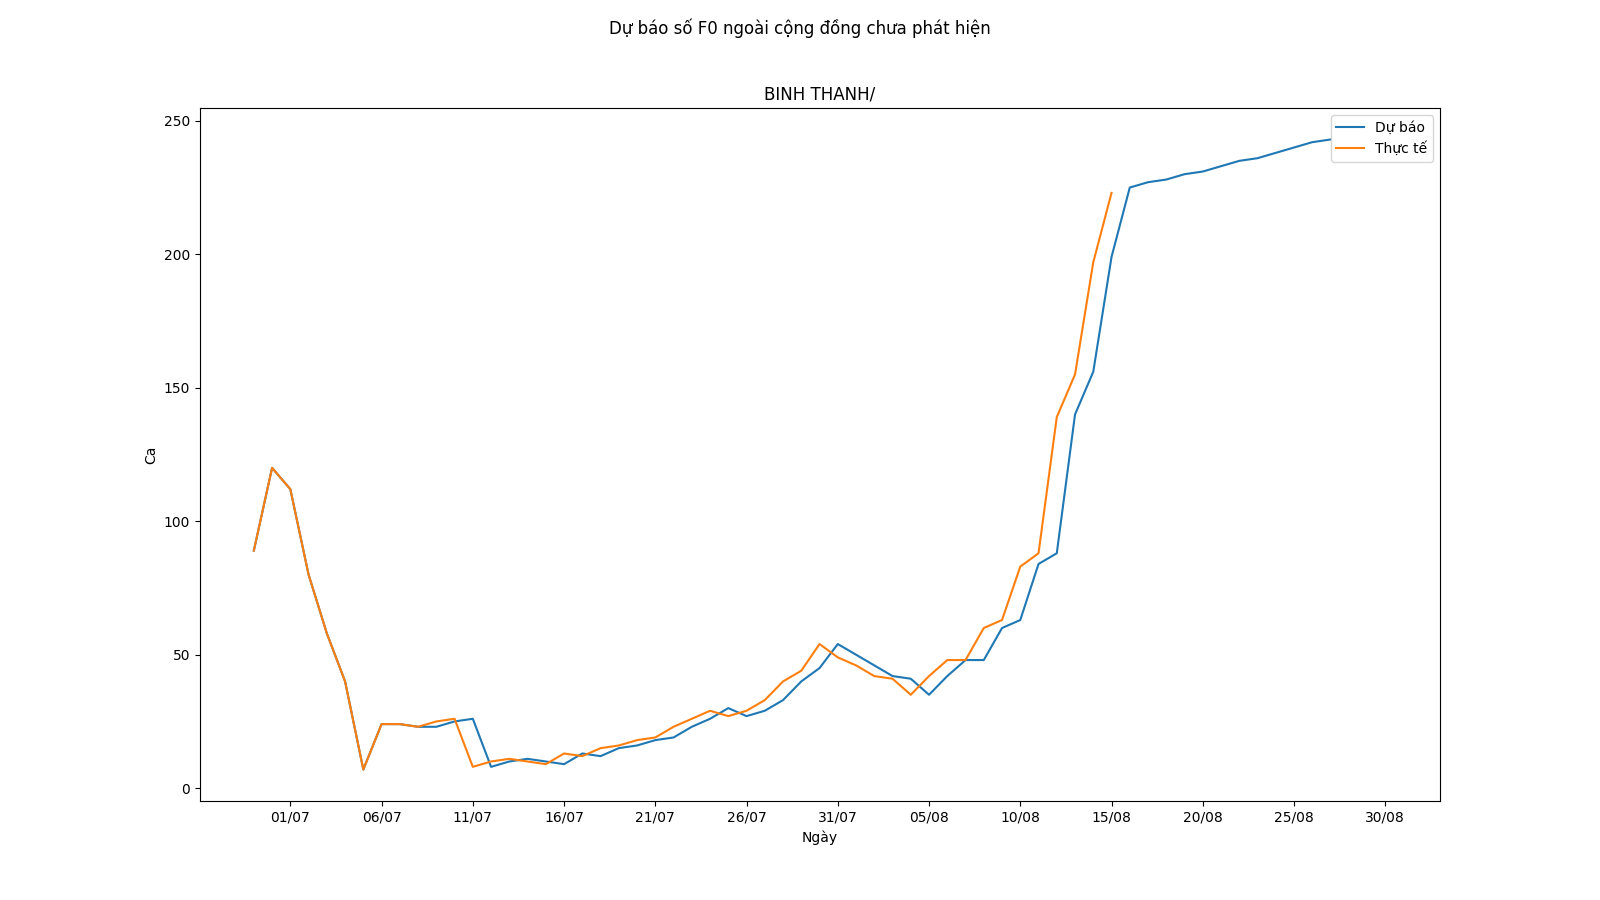 Dự báo số F0 ngoài cộng đồng chưa phát hiện
BINH THANH/
250
200
150
100
50
0
Ca
Dự báo
Thực tế
01/07 06/07 11/07 16/07 21/07 26/07 31/07 05/08 10/08 15/08 20/08 25/08 30/08
Ngày